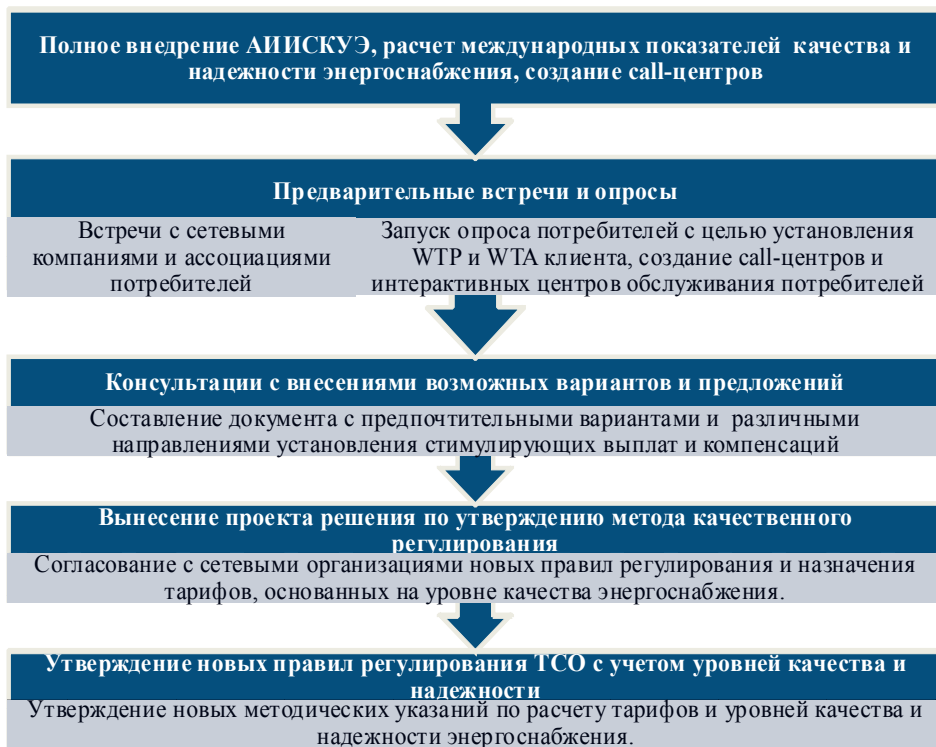 Полное внедрение АИИСКУЭ, расчет международных показателей качества и
надежности энергоснабжения, создание call-центров
Предварительные встречи и опросы
Встречи с сетевыми
компаниями и ассоциациями
потребителей
Запуск опроса потребителей с целью установления
WTP и WTA клиента, создание call-центров и
интерактивных центров обслуживания потребителей
Консультации с внесениями возможных вариантов и предложений
Составление документа с предпочтительными вариантами и различными
направлениями установления стимулирующих выплат и компенсаций
Вынесение проекта решения по утверждению метода качественного
регулирования
Согласование с сетевыми организациями новых правил регулирования и назначения
тарифов, основанных на уровне качества энергоснабжения.
Утверждение новых правил регулирования ТСО с учетом уровней качества и
надежности
Утверждение новых методических указаний по расчету тарифов и уровней качества и
надежности энергоснабжения.